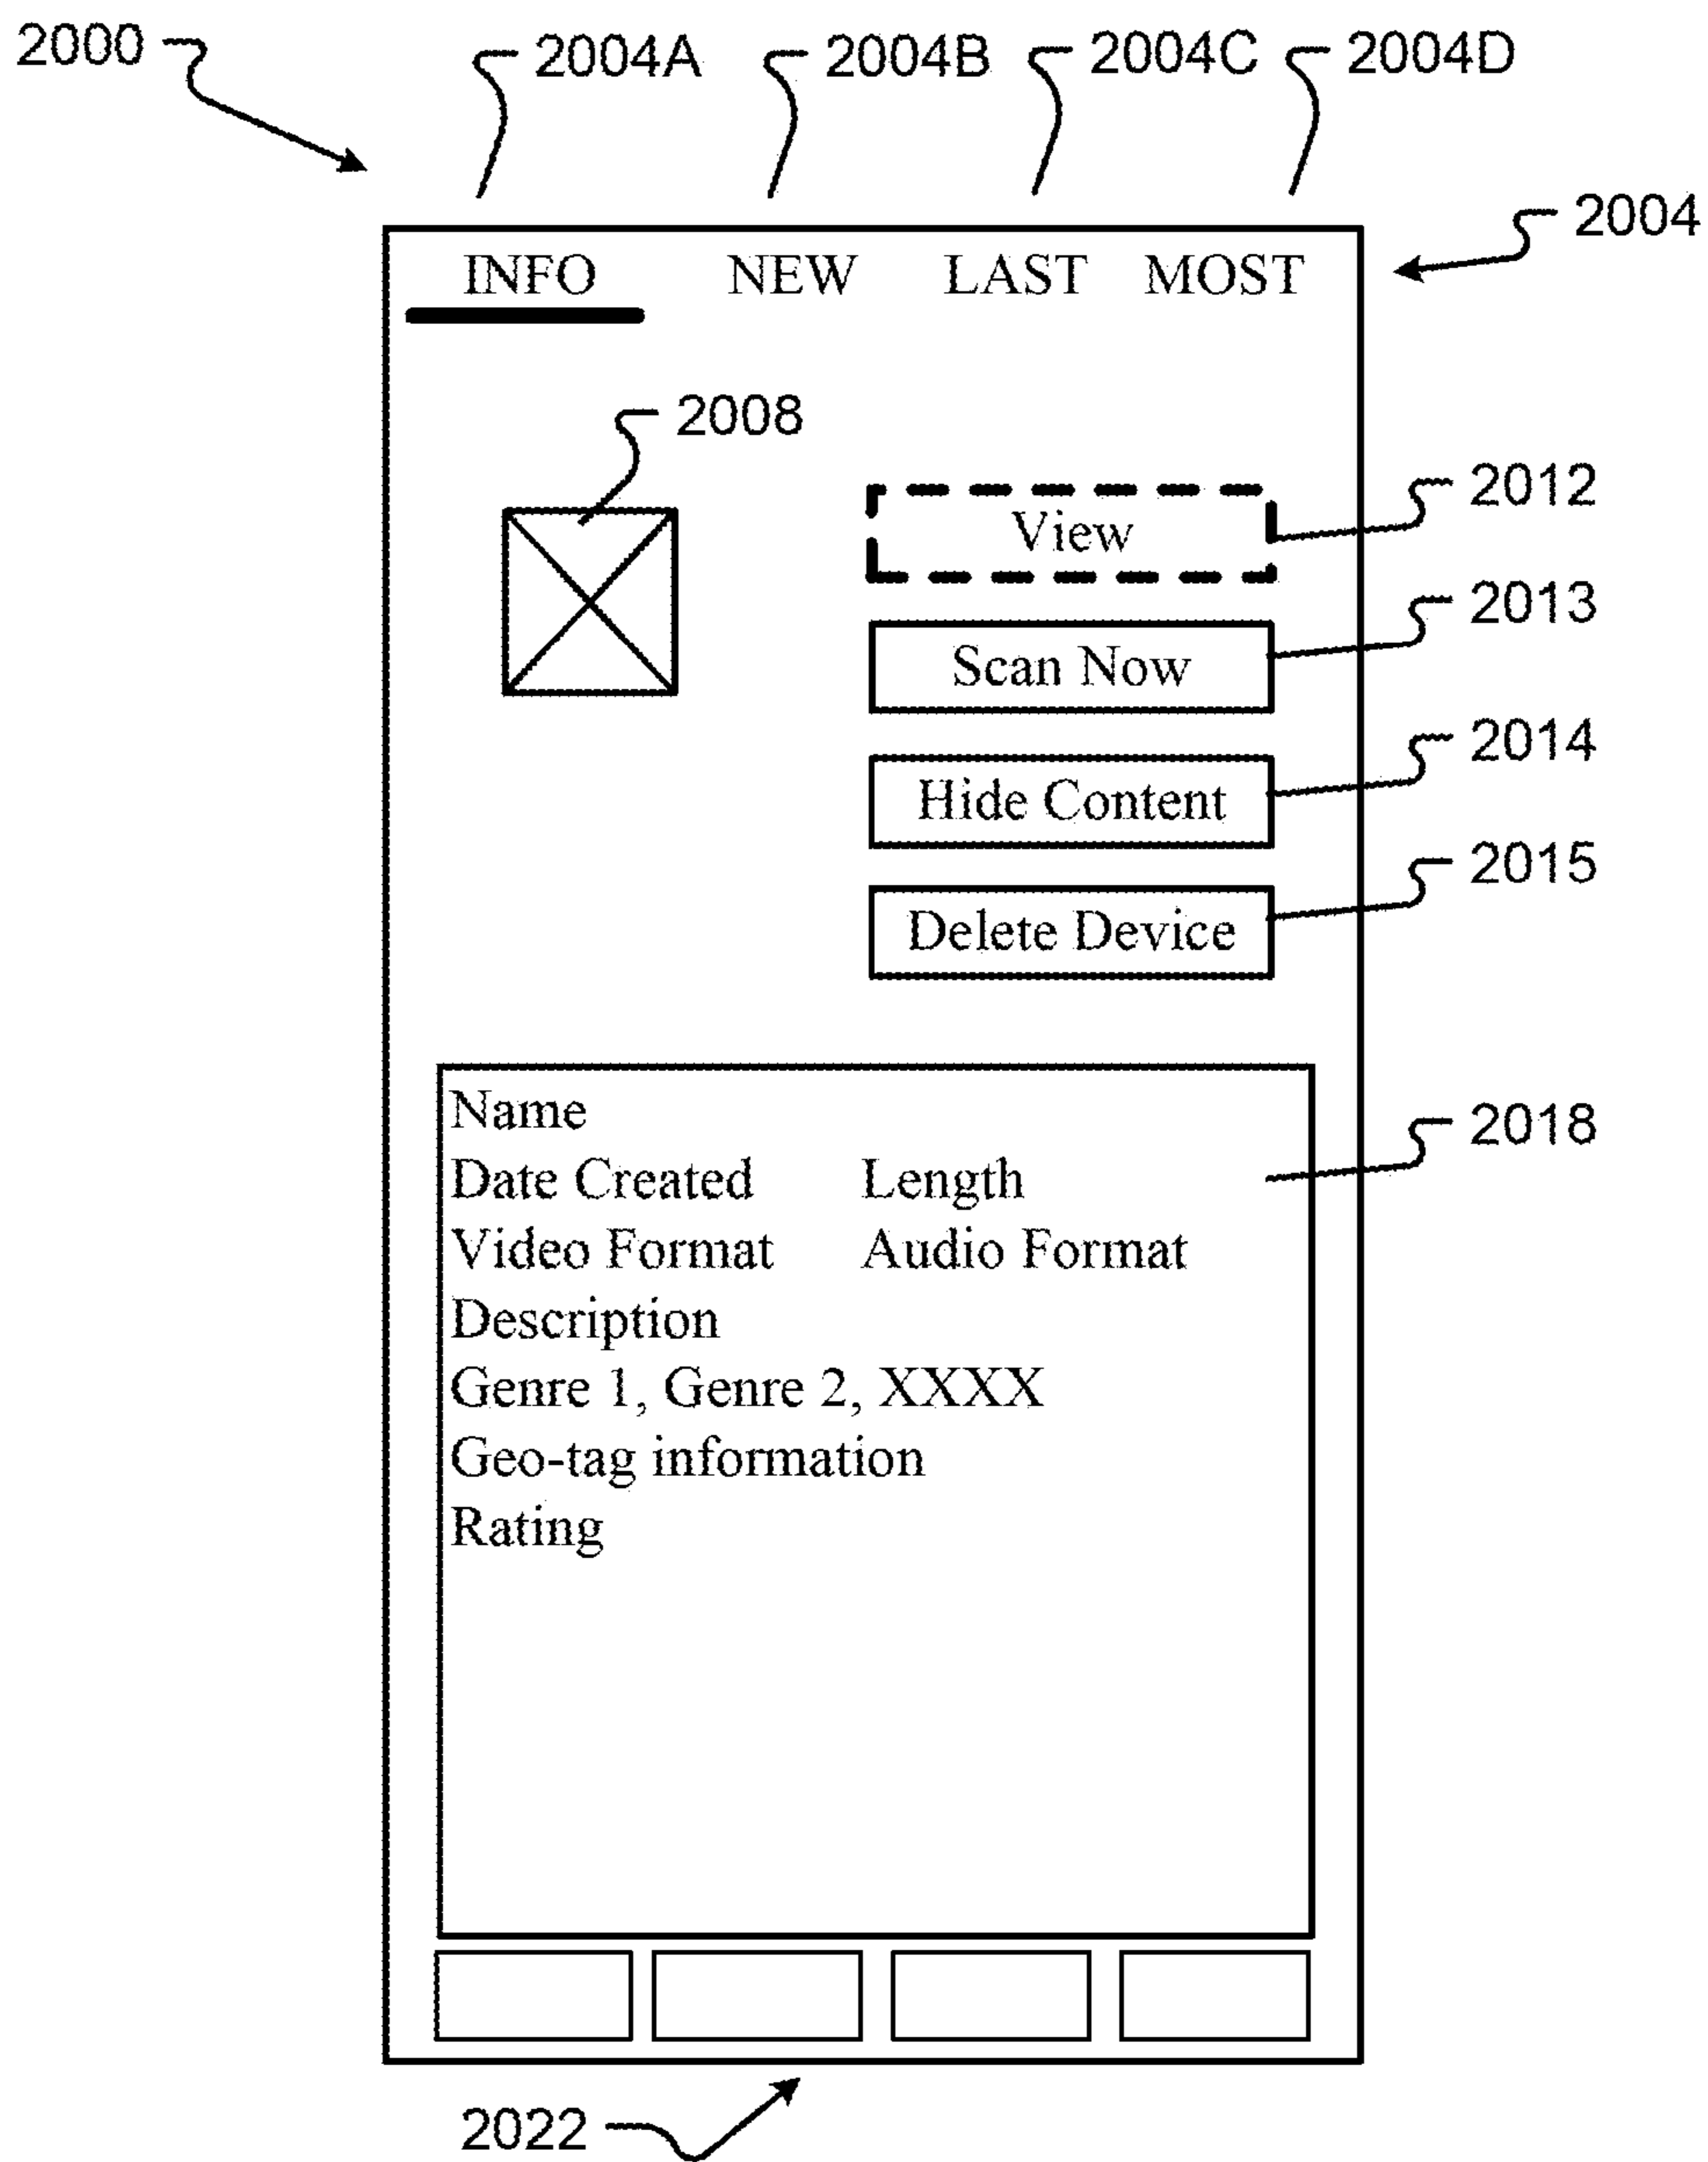 2000 2004A 2004B 2004C 2004D
2004
INFO NEW LAST MOST
2008
View 2012
Scan Now 2013
Hide Content 2014
Delete Device 2015
Name
Date Created Length 2018
Video Format Audio Format
Description
Genre 1, Genre 2, XXXX
Geo-tag information
Rating
2022